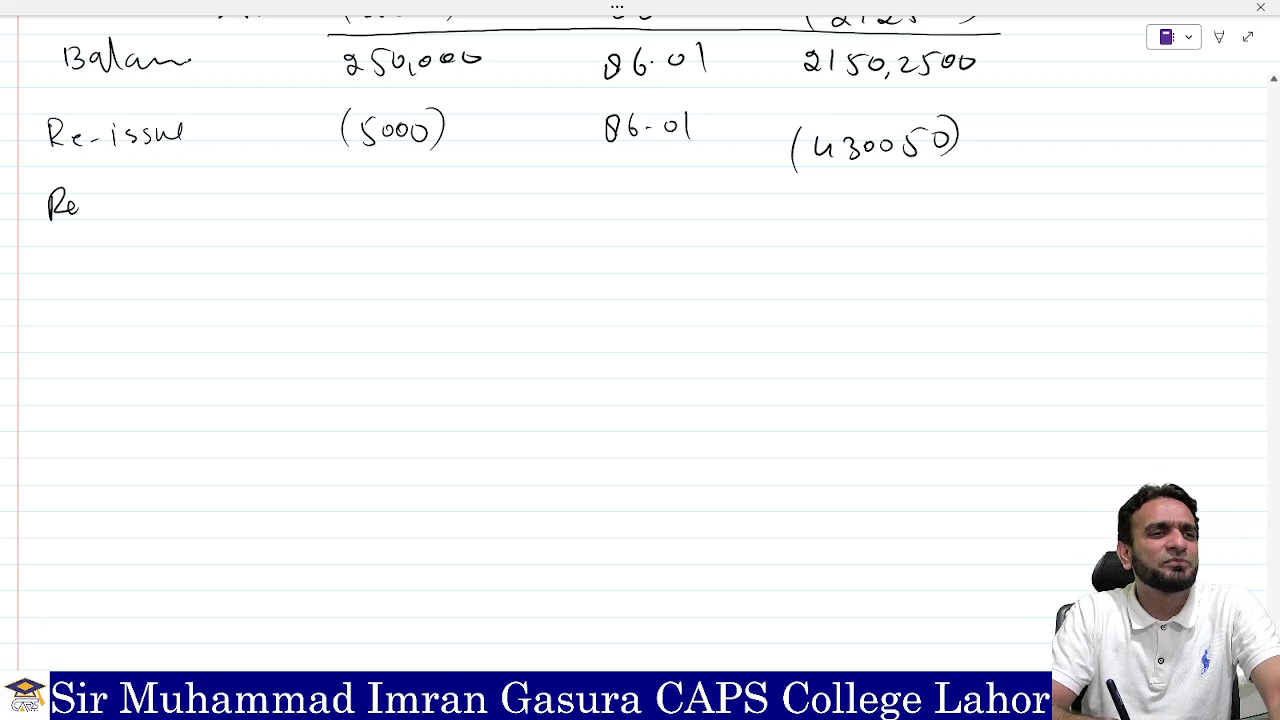 Balan 250,000 86.01 2150,2500
Re-issue (5000) 86.01 (430050)
Re
Sir Muhammad Imran Gasura CAPS College Lahor
CAPS